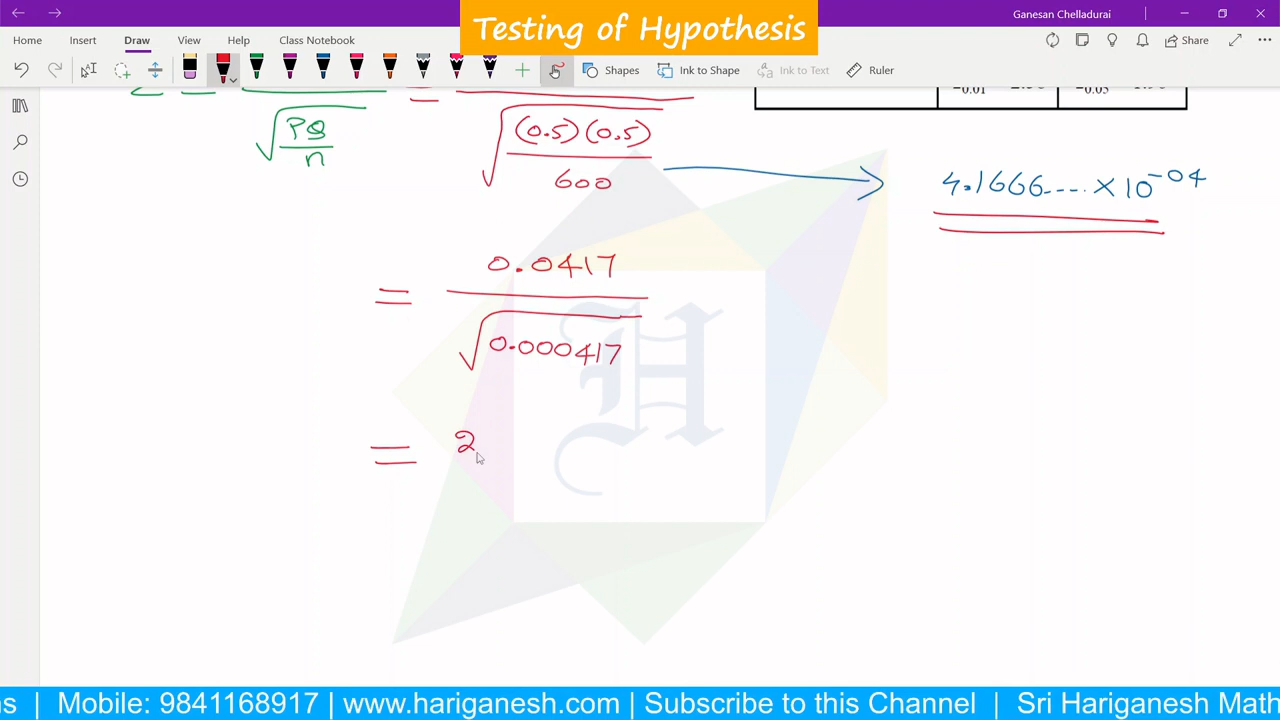 Testing of Hypothesis
Ganesan Chelladurai
Home Insert Draw View Help Class Notebook
Share
Shapes Ink to Shape Ink to Text Ruler
√PQ/n
√(0.5)(0.5)/600
4.1666.... × 10^-04
= 0.0417
√0.000417
= 2
H
s | Mobile: 9841168917 | www.hariganesh.com | Subscribe to this Channel | Sri Hariganesh Math